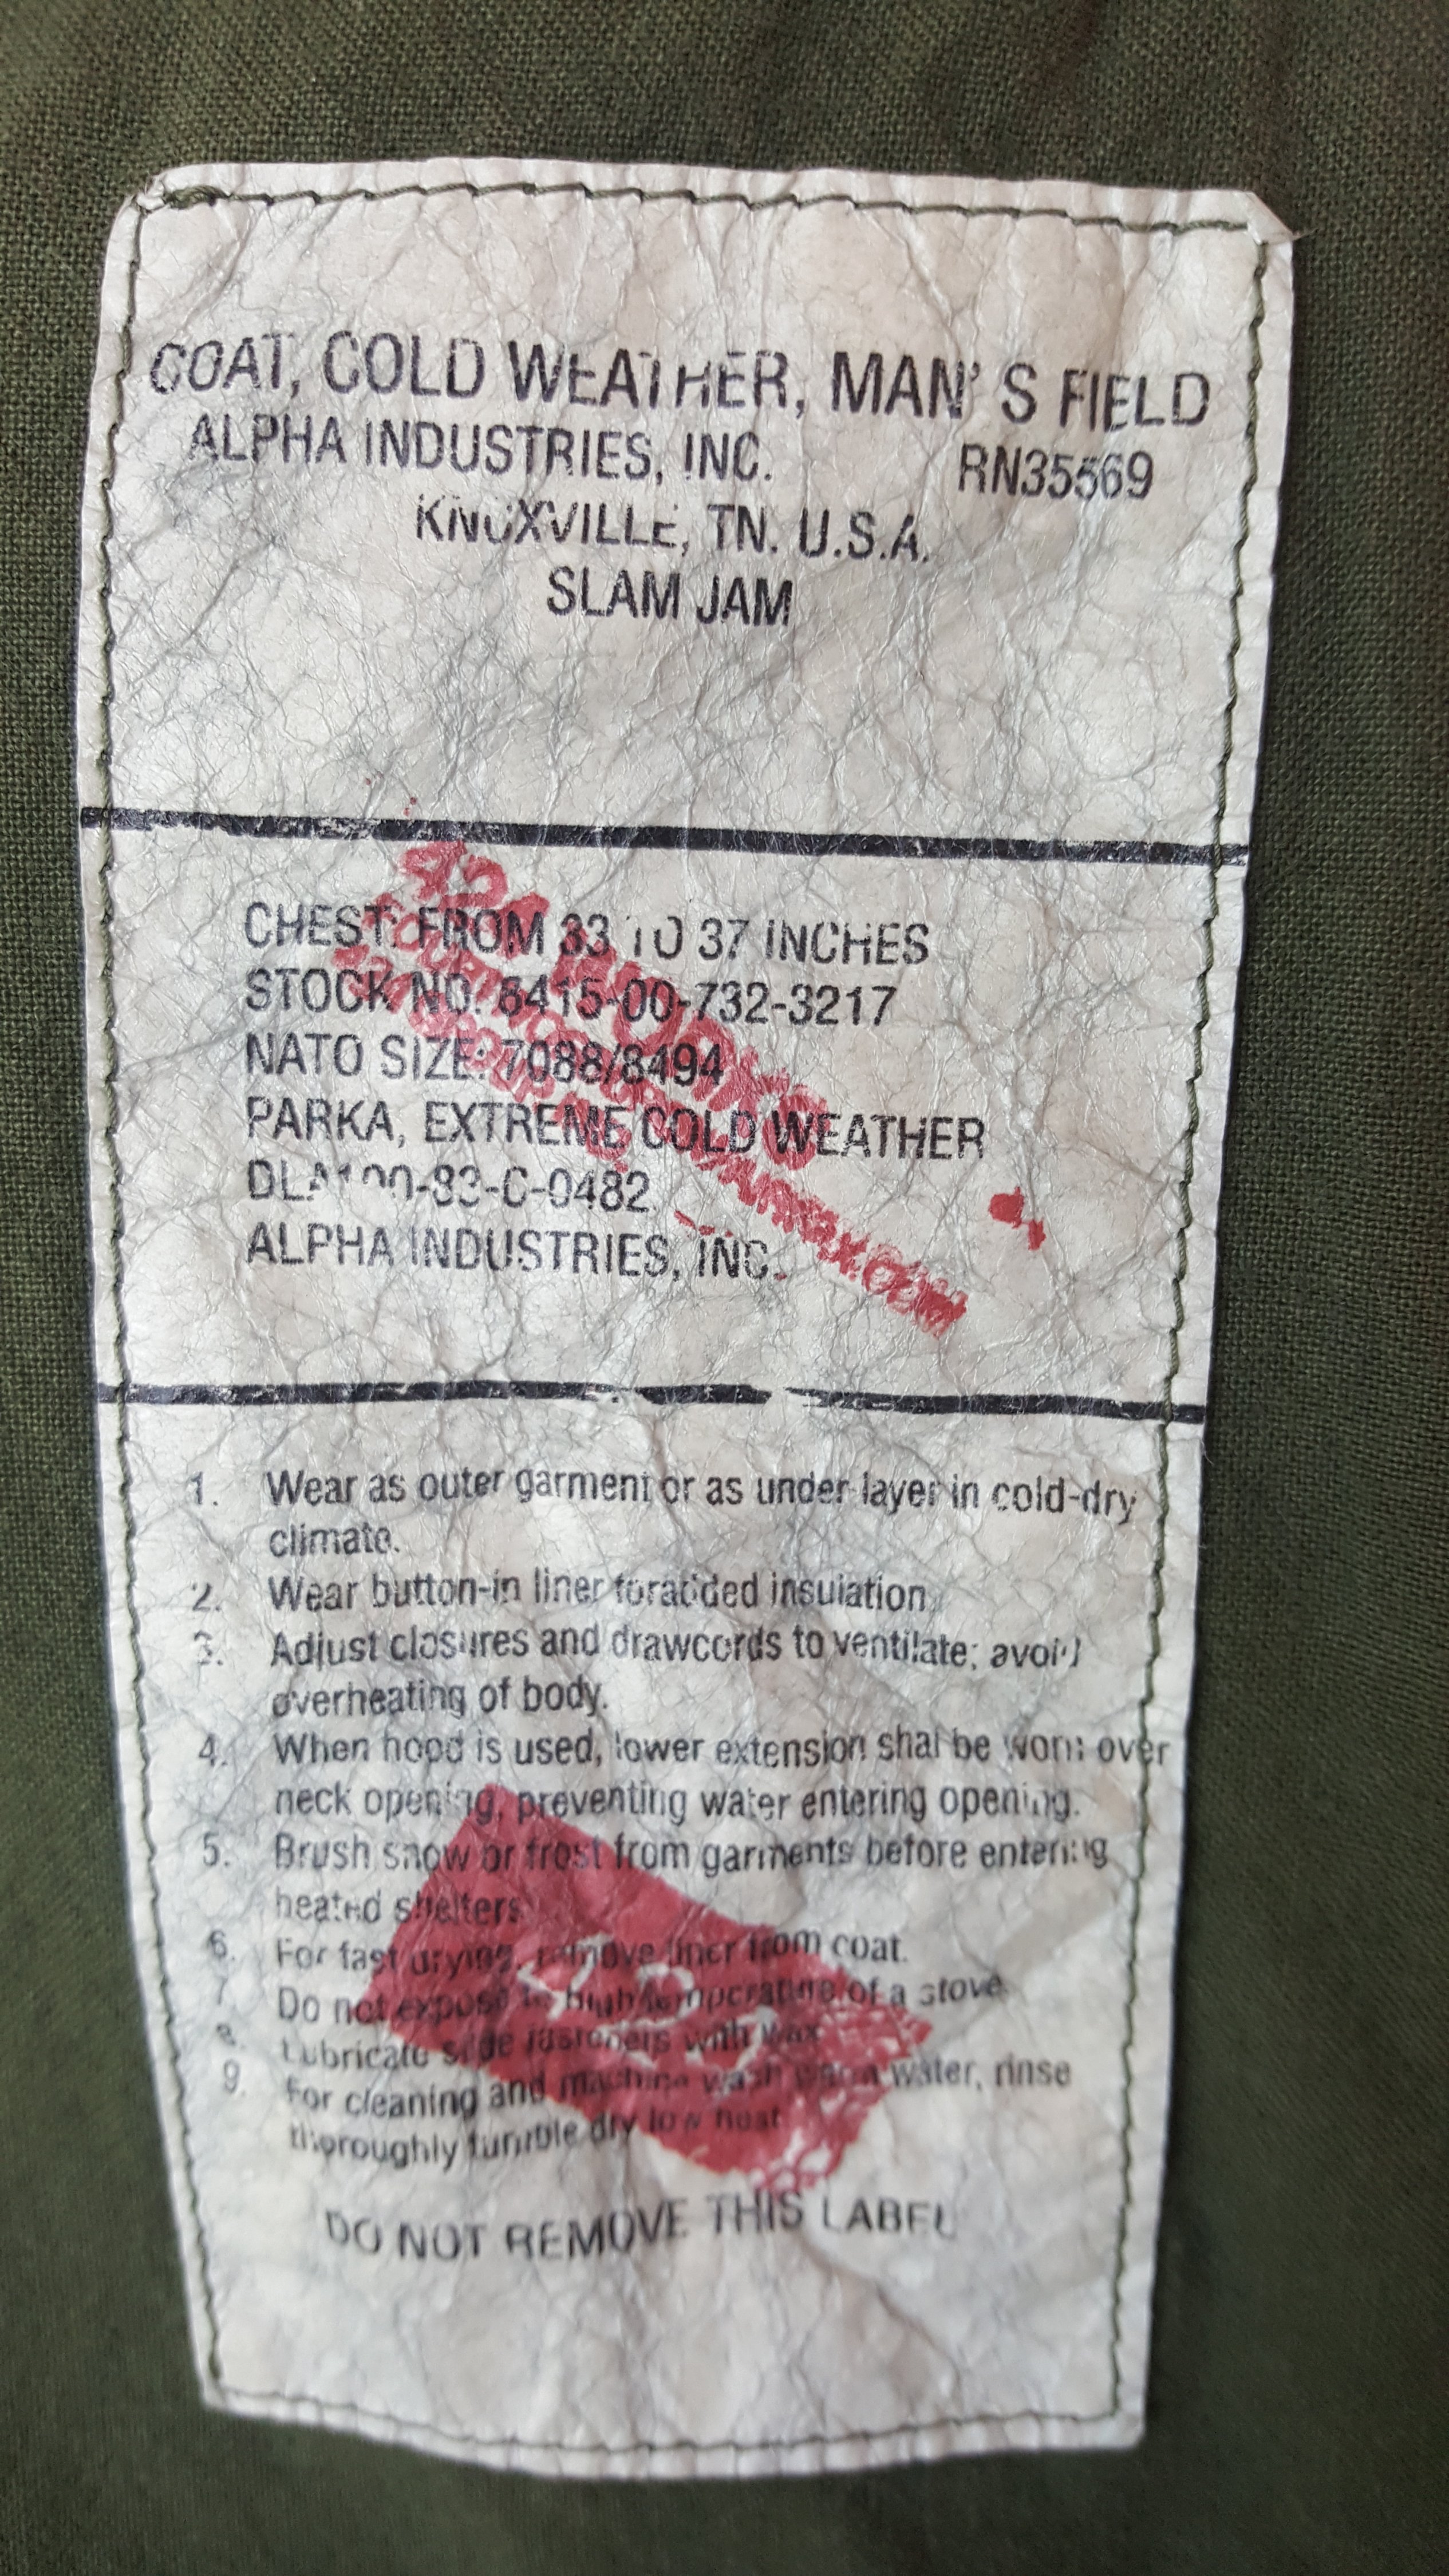 COAT, COLD WEATHER, MAN'S FIELD
ALPHA INDUSTRIES, INC. RN35569
KNOXVILLE, TN. U.S.A.
SLAM JAM
CHEST: FROM 33 TO 37 INCHES
STOCK NO. 8415-00-732-3217
NATO SIZE: 7088/8494
PARKA, EXTREME COLD WEATHER
DLA100-83-C-0482
ALPHA INDUSTRIES, INC.
1. Wear as outer garment or as under layer in cold-dry
climate.
2. Wear button-in liner for added insulation
3. Adjust closures and drawcords to ventilate; avoid
overheating of body.
4. When hood is used, lower extension shal be worn over
neck opening, preventing water entering opening.
5. Brush snow or frost from garments before entering
heated shelters
6. For fast drying, remove liner from coat.
7. Do not expose to high temperature of a stove
8. Lubricate slide fasteners with wax
9. For cleaning and machine wash warm water, rinse
thoroughly tumble dry low heat
DO NOT REMOVE THIS LABEL